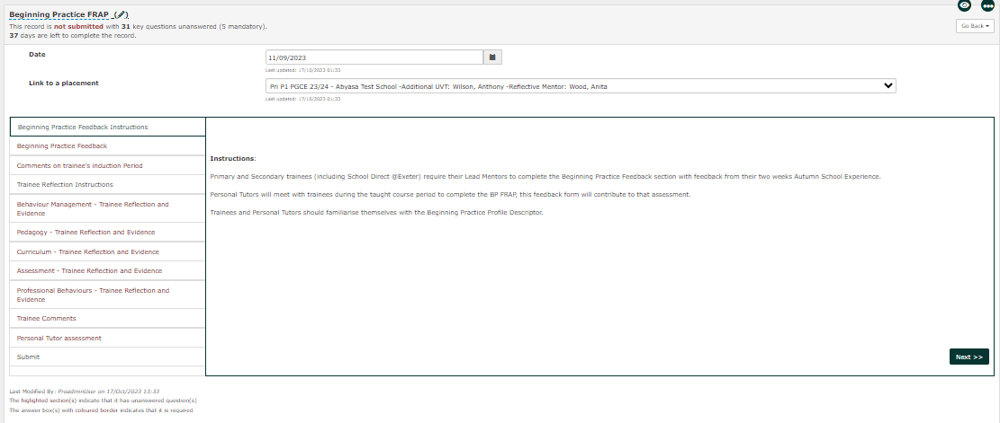 Beginning Practice FRAP ( )
This record is not submitted with 31 key questions unanswered (5 mandatory).
37 days are left to complete the record.
Go Back
Date
11/09/2023
Last updated: 17/10/2023 01:33
Link to a placement
Pri P1 PGCE 23/24 - Abyasa Test School -Additional UVT: Wilson, Anthony -Reflective Mentor: Wood, Anita
Last updated: 17/10/2023 01:33
Beginning Practice Feedback Instructions
Beginning Practice Feedback
Comments on trainee's induction Period
Trainee Reflection Instructions
Behaviour Management - Trainee Reflection and
Evidence
Pedagogy - Trainee Reflection and Evidence
Curriculum - Trainee Reflection and Evidence
Assessment - Trainee Reflection and Evidence
Professional Behaviours - Trainee Reflection and
Evidence
Trainee Comments
Personal Tutor assessment
Submit
Instructions:
Primary and Secondary trainees (including School Direct @Exeter) require their Lead Mentors to complete the Beginning Practice Feedback section with feedback from their two weeks Autumn School Experience.
Personal Tutors will meet with trainees during the taught course period to complete the BP FRAP, this feedback form will contribute to that assessment.
Trainees and Personal Tutors should familiarise themselves with the Beginning Practice Profile Descriptor.
Next >>
Last Modified By: ProadminUser on 17/Oct/2023 13:33
The higlighted section(s) indicate that it has unanswered question(s)
The answer box(s) with coloured border indicates that it is required